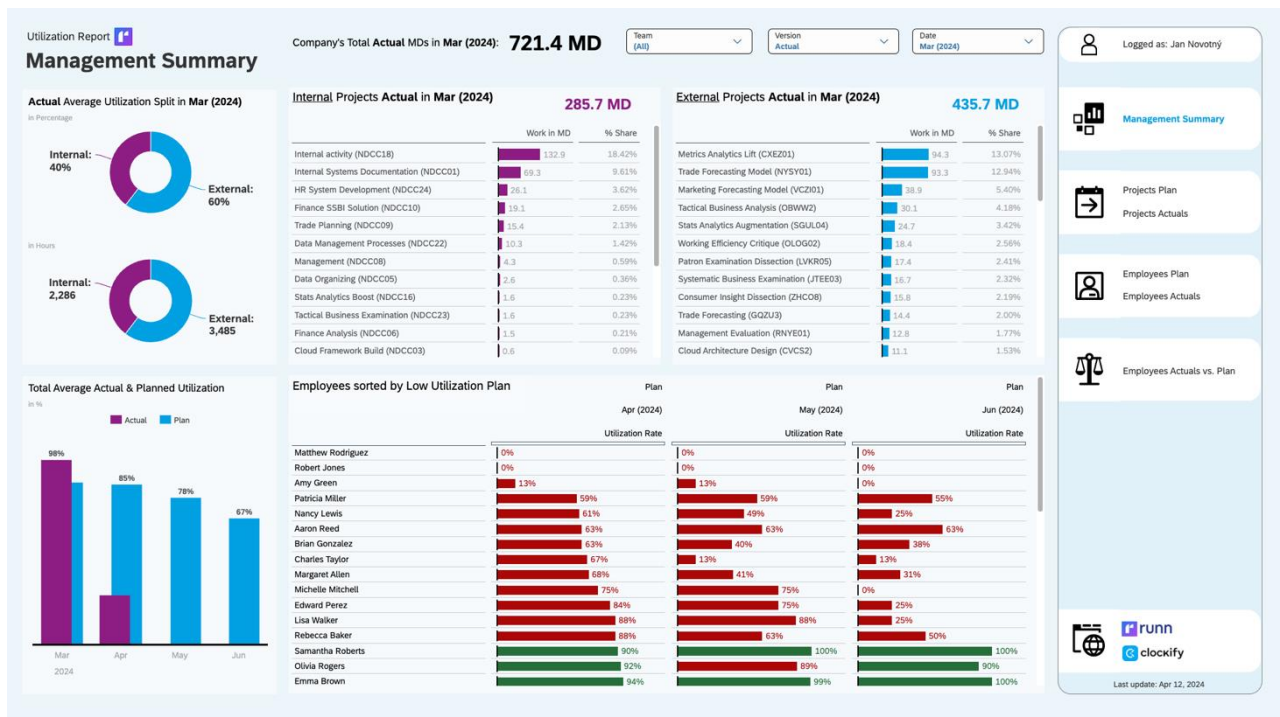 Utilization Report
Management Summary
Company's Total Actual MDs in Mar (2024): 721.4 MD
Team
(All)
Version
Actual
Date
Mar (2024)
Actual Average Utilization Split in Mar (2024)
in Percentage
Internal:
40%
External:
60%
in Hours
Internal:
2,286
External:
3,485
Internal Projects Actual in Mar (2024)
285.7 MD
Work in MD % Share
Internal activity (NDCC18) 132.9 18.42%
Internal Systems Documentation (NDCC01) 69.3 9.61%
HR System Development (NDCC24) 26.1 3.62%
Finance SSBI Solution (NDCC10) 19.1 2.65%
Trade Planning (NDCC09) 15.4 2.13%
Data Management Processes (NDCC22) 10.3 1.42%
Management (NDCC08) 4.3 0.59%
Data Organizing (NDCC05) 2.6 0.36%
Stats Analytics Boost (NDCC16) 1.6 0.23%
Tactical Business Examination (NDCC23) 1.6 0.23%
Finance Analysis (NDCC06) 1.5 0.21%
Cloud Framework Build (NDCC03) 0.6 0.09%
External Projects Actual in Mar (2024)
435.7 MD
Work in MD % Share
Metrics Analytics Lift (CXEZ01) 94.3 13.07%
Trade Forecasting Model (NYSY01) 93.3 12.94%
Marketing Forecasting Model (VCZI01) 38.9 5.40%
Tactical Business Analysis (OBWW2) 30.1 4.18%
Stats Analytics Augmentation (SGUL04) 24.7 3.42%
Working Efficiency Critique (OLOG02) 18.4 2.56%
Patron Examination Dissection (LVKR05) 17.4 2.41%
Systematic Business Examination (JTEE03) 16.7 2.32%
Consumer Insight Dissection (ZHCO8) 15.8 2.19%
Trade Forecasting (GQZU3) 14.4 2.00%
Management Evaluation (RNYE01) 12.8 1.77%
Cloud Architecture Design (CVCS2) 11.1 1.53%
Total Average Actual & Planned Utilization
in %
Actual Plan
98%
85%
78%
67%
Mar Apr May Jun
2024
Employees sorted by Low Utilization Plan
Plan Plan Plan
Apr (2024) May (2024) Jun (2024)
Utilization Rate Utilization Rate Utilization Rate
Matthew Rodriguez 0% 0% 0%
Robert Jones 0% 0% 0%
Amy Green 13% 13% 0%
Patricia Miller 59% 59% 55%
Nancy Lewis 61% 49% 25%
Aaron Reed 63% 63% 63%
Brian Gonzalez 63% 40% 38%
Charles Taylor 67% 13% 13%
Margaret Allen 68% 41% 31%
Michelle Mitchell 75% 75% 0%
Edward Perez 84% 75% 25%
Lisa Walker 88% 88% 25%
Rebecca Baker 88% 63% 50%
Samantha Roberts 90% 100% 100%
Olivia Rogers 92% 89% 90%
Emma Brown 94% 99% 100%
Logged as: Jan Novotný
Management Summary
Projects Plan
Projects Actuals
Employees Plan
Employees Actuals
Employees Actuals vs. Plan
runn
clockify
Last update: Apr 12, 2024